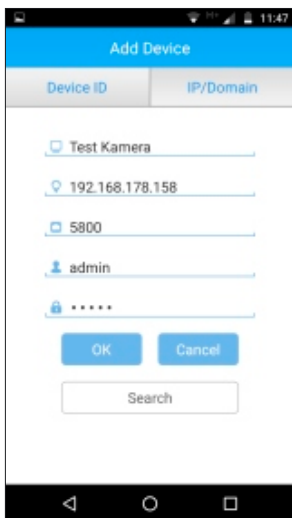 H+ 11:47
Add Device
Device ID IP/Domain
Test Kamera
192.168.178.158
5800
admin
•••••
OK Cancel
Search